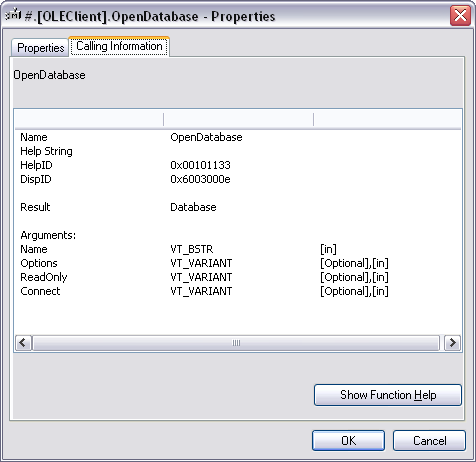 #.[OLEClient].OpenDatabase - Properties
Properties Calling Information
OpenDatabase
Name OpenDatabase
Help String
HelpID 0x00101133
DispID 0x6003000e
Result Database
Arguments:
Name VT_BSTR [in]
Options VT_VARIANT [Optional],[in]
ReadOnly VT_VARIANT [Optional],[in]
Connect VT_VARIANT [Optional],[in]
Show Function Help
OK Cancel